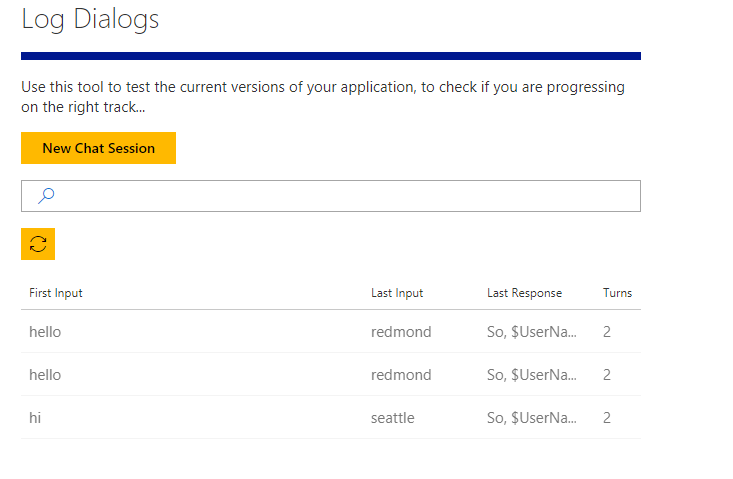 Log Dialogs
Use this tool to test the current versions of your application, to check if you are progressing
on the right track...
New Chat Session
First Input Last Input Last Response Turns
hello redmond So, $UserNa... 2
hello redmond So, $UserNa... 2
hi seattle So, $UserNa... 2